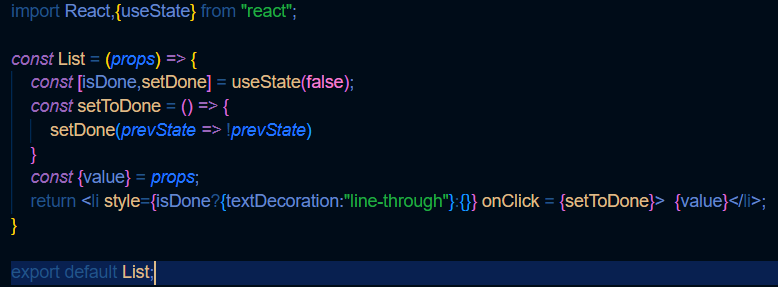 import React,{useState} from "react";
const List = (props) => {
const [isDone,setDone] = useState(false);
const setToDone = () => {
setDone(prevState => !prevState)
}
const {value} = props;
return <li style={isDone?{textDecoration:"line-through"}:{}} onClick = {setToDone}> {value}</li>;
}
export default List;